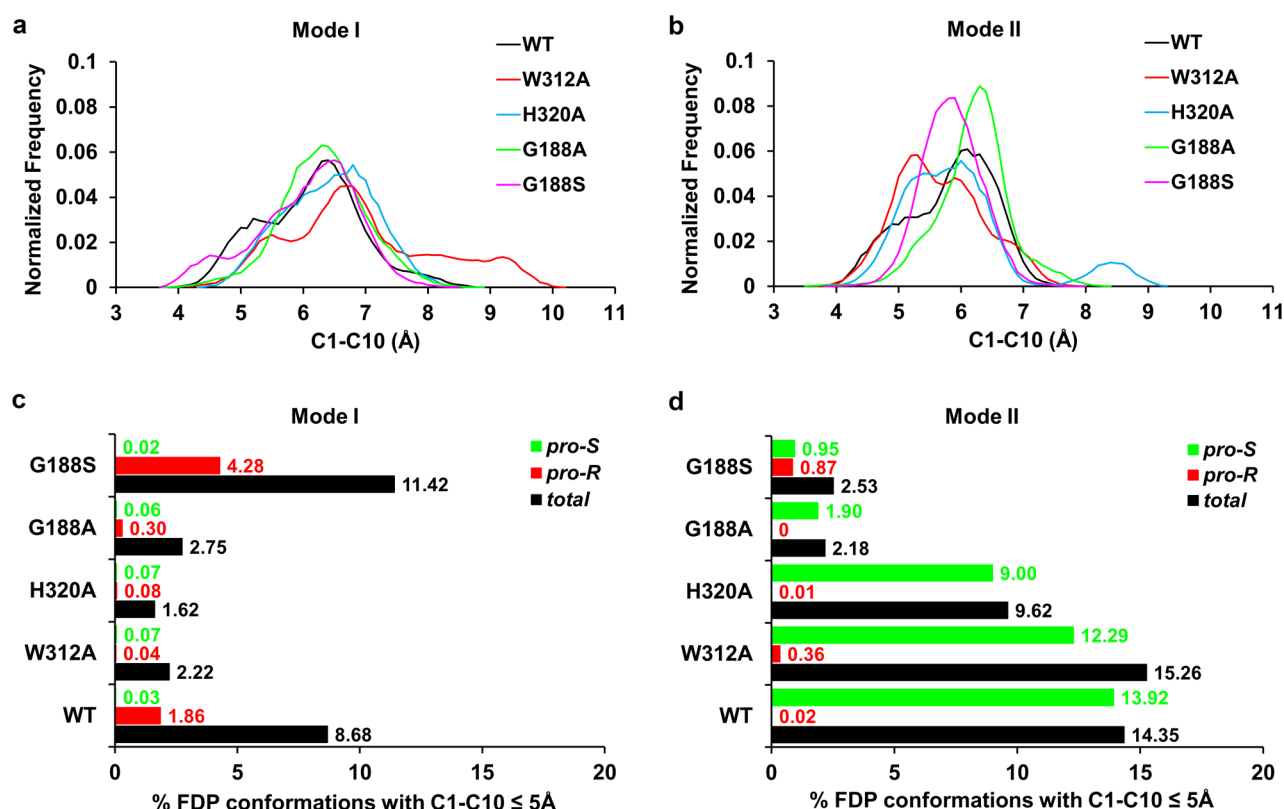 a
Mode I
WT
W312A
H320A
G188A
G188S
0.1
0.08
0.06
0.04
0.02
0
Normalized Frequency
3 4 5 6 7 8 9 10 11
C1-C10 (Å)
b
Mode II
WT
W312A
H320A
G188A
G188S
0.1
0.08
0.06
0.04
0.02
0
Normalized Frequency
3 4 5 6 7 8 9 10 11
C1-C10 (Å)
c
Mode I
pro-S
pro-R
total
G188S
0.02
4.28
11.42
G188A
0.06
0.30
2.75
H320A
0.07
0.08
1.62
W312A
0.07
0.04
2.22
WT
0.03
1.86
8.68
0 5 10 15 20
% FDP conformations with C1-C10 ≤ 5Å
d
Mode II
pro-S
pro-R
total
G188S
0.95
0.87
2.53
G188A
1.90
0
2.18
H320A
9.00
0.01
9.62
W312A
12.29
0.36
15.26
WT
13.92
0.02
14.35
0 5 10 15 20
% FDP conformations with C1-C10 ≤ 5Å